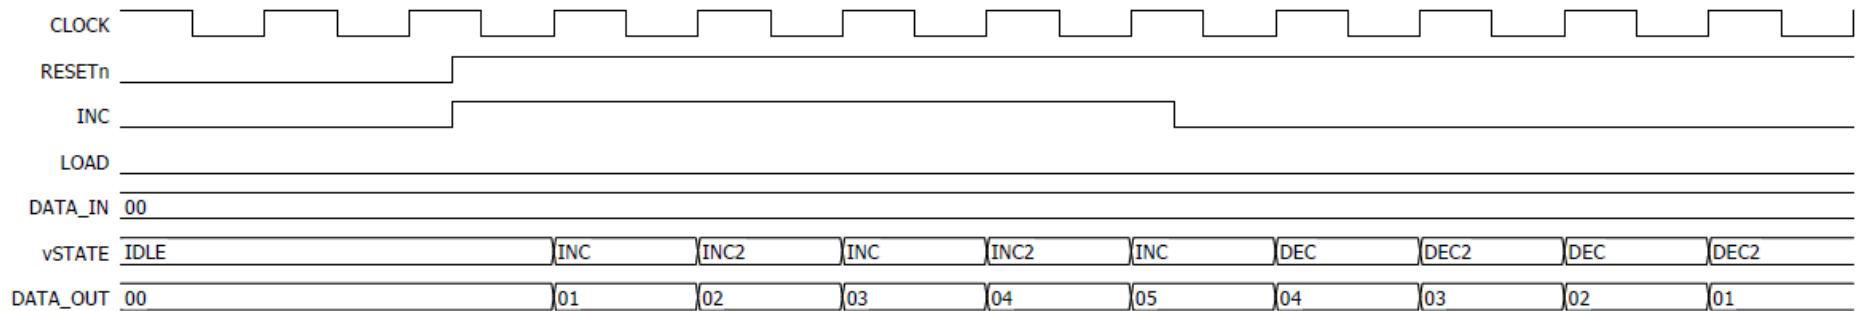 CLOCK
RESETn
INC
LOAD
DATA_IN 00
vSTATE IDLE INC INC2 INC INC2 INC DEC DEC2 DEC DEC2
DATA_OUT 00 01 02 03 04 05 04 03 02 01